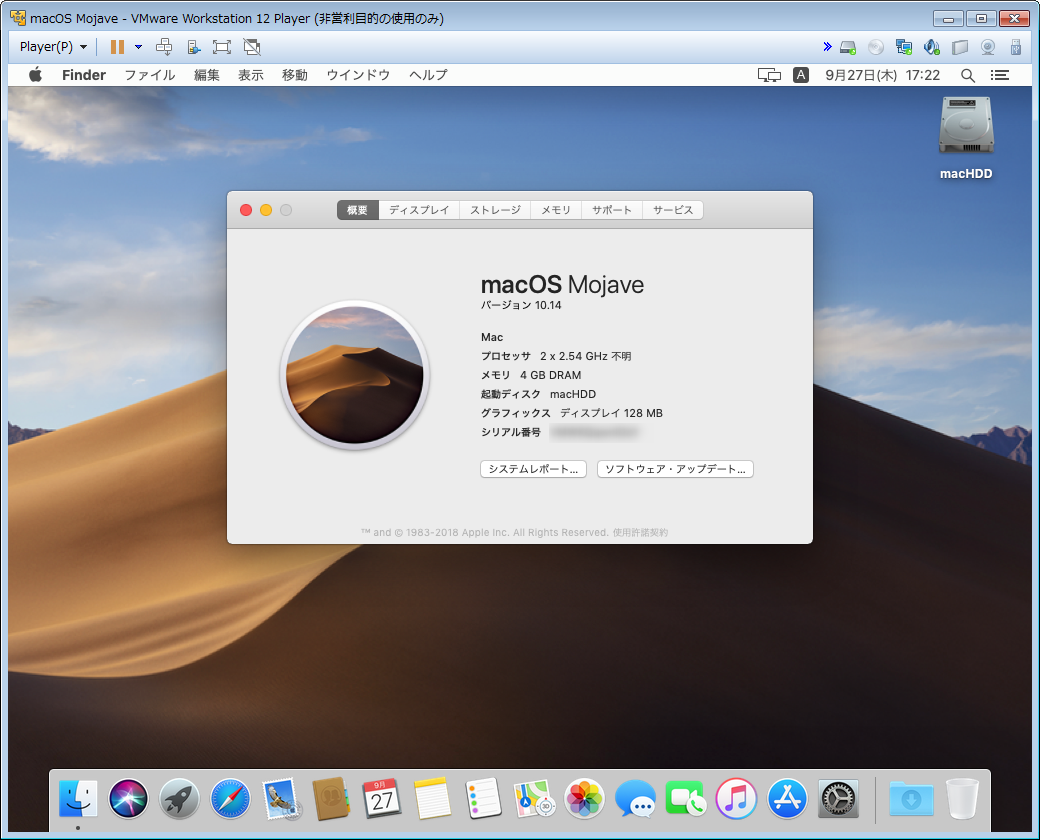 macOS Mojave - VMware Workstation 12 Player (非営利目的の使用のみ)
Player(P)
Finder ファイル 編集 表示 移動 ウインドウ ヘルプ A 9月27日(木) 17:22
macHDD
概要 ディスプレイ ストレージ メモリ サポート サービス
macOS Mojave
バージョン 10.14
Mac
プロセッサ 2 x 2.54 GHz 不明
メモリ 4 GB DRAM
起動ディスク macHDD
グラフィックス ディスプレイ 128 MB
シリアル番号
システムレポート... ソフトウェア・アップデート...
™ and © 1983-2018 Apple Inc. All Rights Reserved. 使用許諾契約
9月
27
3D